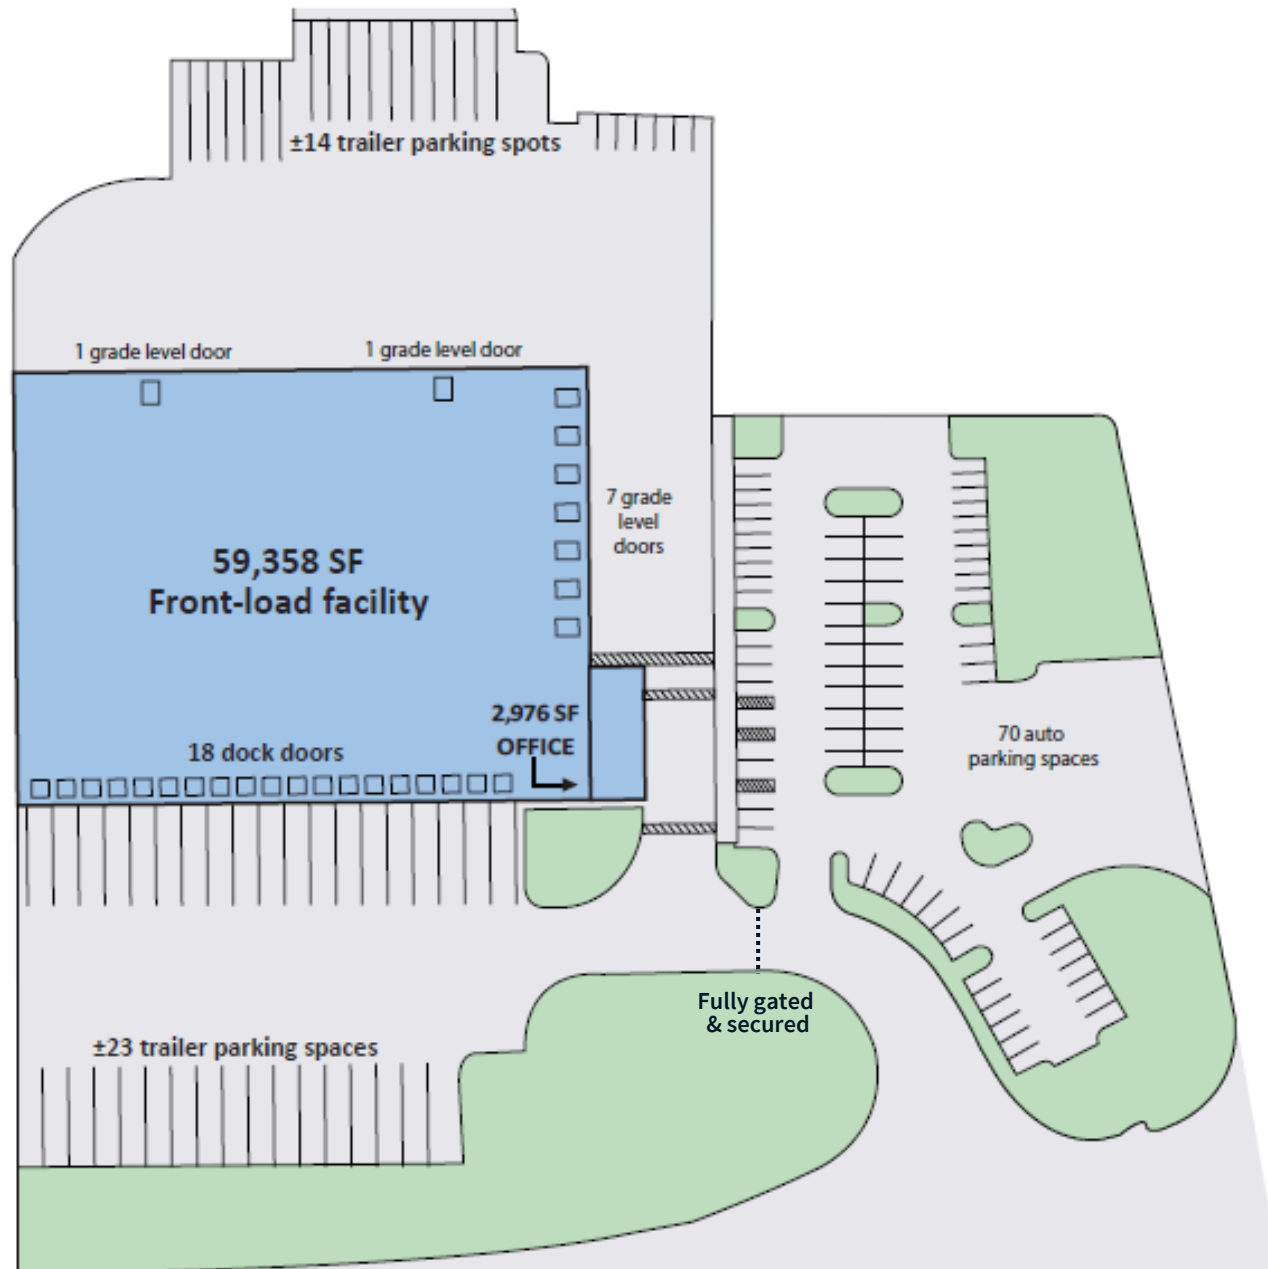 ±14 trailer parking spots
1 grade level door
1 grade level door
7 grade
level
doors
59,358 SF
Front-load facility
2,976 SF
OFFICE
18 dock doors
70 auto
parking spaces
Fully gated
& secured
±23 trailer parking spaces